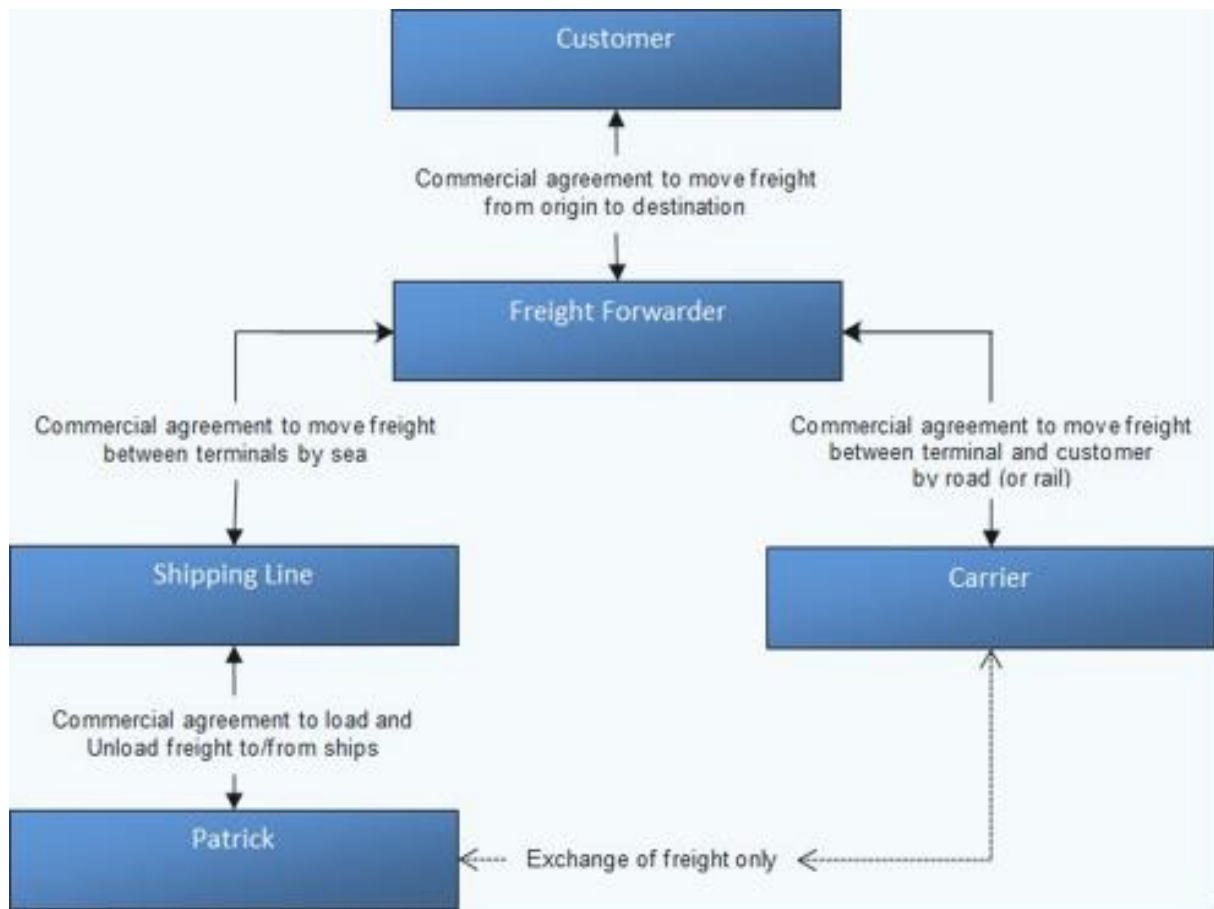 Customer
Commercial agreement to move freight
from origin to destination
Freight Forwarder
Commercial agreement to move freight
between terminals by sea
Commercial agreement to move freight
between terminal and customer
by road (or rail)
Shipping Line
Carrier
Commercial agreement to load and
Unload freight to/from ships
Patrick
Exchange of freight only